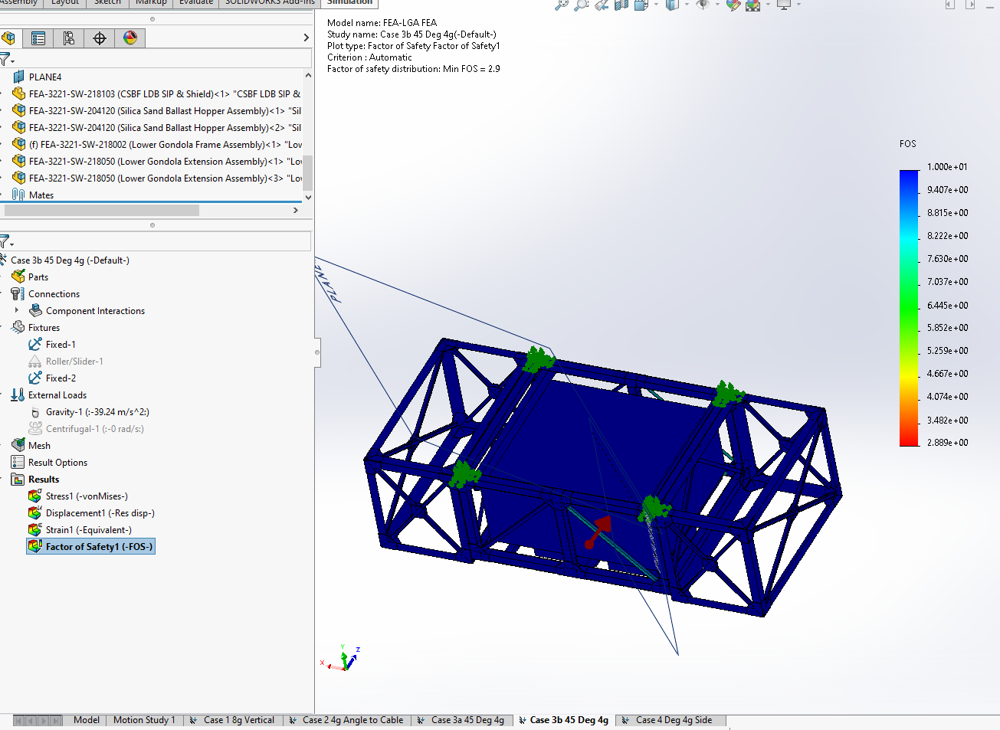 Assembly Layout Sketch Markup Evaluate SOLIDWORKS Add-Ins Simulation
PLANE4
FEA-3221-SW-218103 (CSBF LDB SIP & Shield)<1> "CSBF LDB SIP &
FEA-3221-SW-204120 (Silica Sand Ballast Hopper Assembly)<1> "Sil
FEA-3221-SW-204120 (Silica Sand Ballast Hopper Assembly)<2> "Sil
(f) FEA-3221-SW-218002 (Lower Gondola Frame Assembly)<1> "Lov
FEA-3221-SW-218050 (Lower Gondola Extension Assembly)<1> "Lo
FEA-3221-SW-218050 (Lower Gondola Extension Assembly)<3> "Lo
Mates
Case 3b 45 Deg 4g (-Default-)
Parts
Connections
Component Interactions
Fixtures
Fixed-1
Roller/Slider-1
Fixed-2
External Loads
Gravity-1 (:-39.24 m/s^2:)
Centrifugal-1 (:-0 rad/s:)
Mesh
Result Options
Results
Stress1 (-vonMises-)
Displacement1 (-Res disp-)
Strain1 (-Equivalent-)
Factor of Safety1 (-FOS-)
Model name: FEA-LGA FEA
Study name: Case 3b 45 Deg 4g(-Default-)
Plot type: Factor of Safety Factor of Safety1
Criterion : Automatic
Factor of safety distribution: Min FOS = 2.9
FOS
1.000e+01
9.407e+00
8.815e+00
8.222e+00
7.630e+00
7.037e+00
6.445e+00
5.852e+00
5.259e+00
4.667e+00
4.074e+00
3.482e+00
2.889e+00
Y
Z
X
Model Motion Study 1 Case 1 8g Vertical Case 2 4g Angle to Cable Case 3a 45 Deg 4g Case 3b 45 Deg 4g Case 4 Deg 4g Side